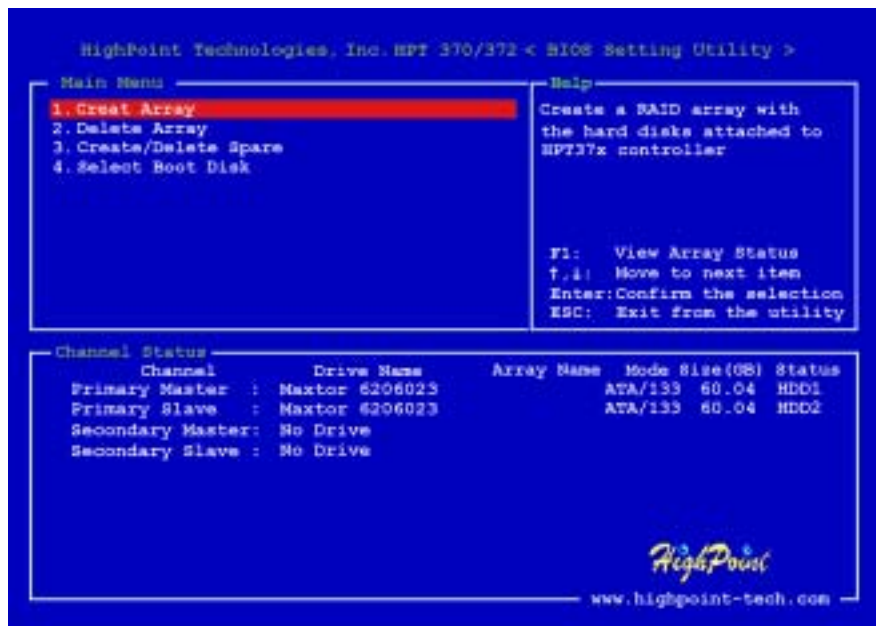 HighPoint Technologies, Inc. HPT 370/372 < BIOS Setting Utility >
Main Menu
1. Creat Array
2. Delete Array
3. Create/Delete Spare
4. Select Boot Disk
Help
Create a RAID array with
the hard disks attached to
HPT37x controller
F1: View Array Status
↑,↓: Move to next item
Enter:Confirm the selection
ESC: Exit from the utility
Channel Status
Channel Drive Name Array Name Mode Size(GB) Status
Primary Master : Maxtor 6206023 ATA/133 60.04 HDD1
Primary Slave : Maxtor 6206023 ATA/133 60.04 HDD2
Secondary Master: No Drive
Secondary Slave : No Drive
HighPoint
www.highpoint-tech.com